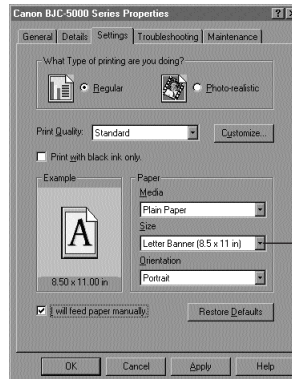 Canon BJC-5000 Series Properties
General Details Settings Troubleshooting Maintenance
What Type of printing are you doing?
Regular Photo-realistic
Print Quality: Standard Customize...
Print with black ink only.
Example
A
8.50 x 11.00 in
Paper
Media
Plain Paper
Size
Letter Banner (8.5 x 11 in)
Orientation
Portrait
I will feed paper manually.
Restore Defaults
OK Cancel Apply Help